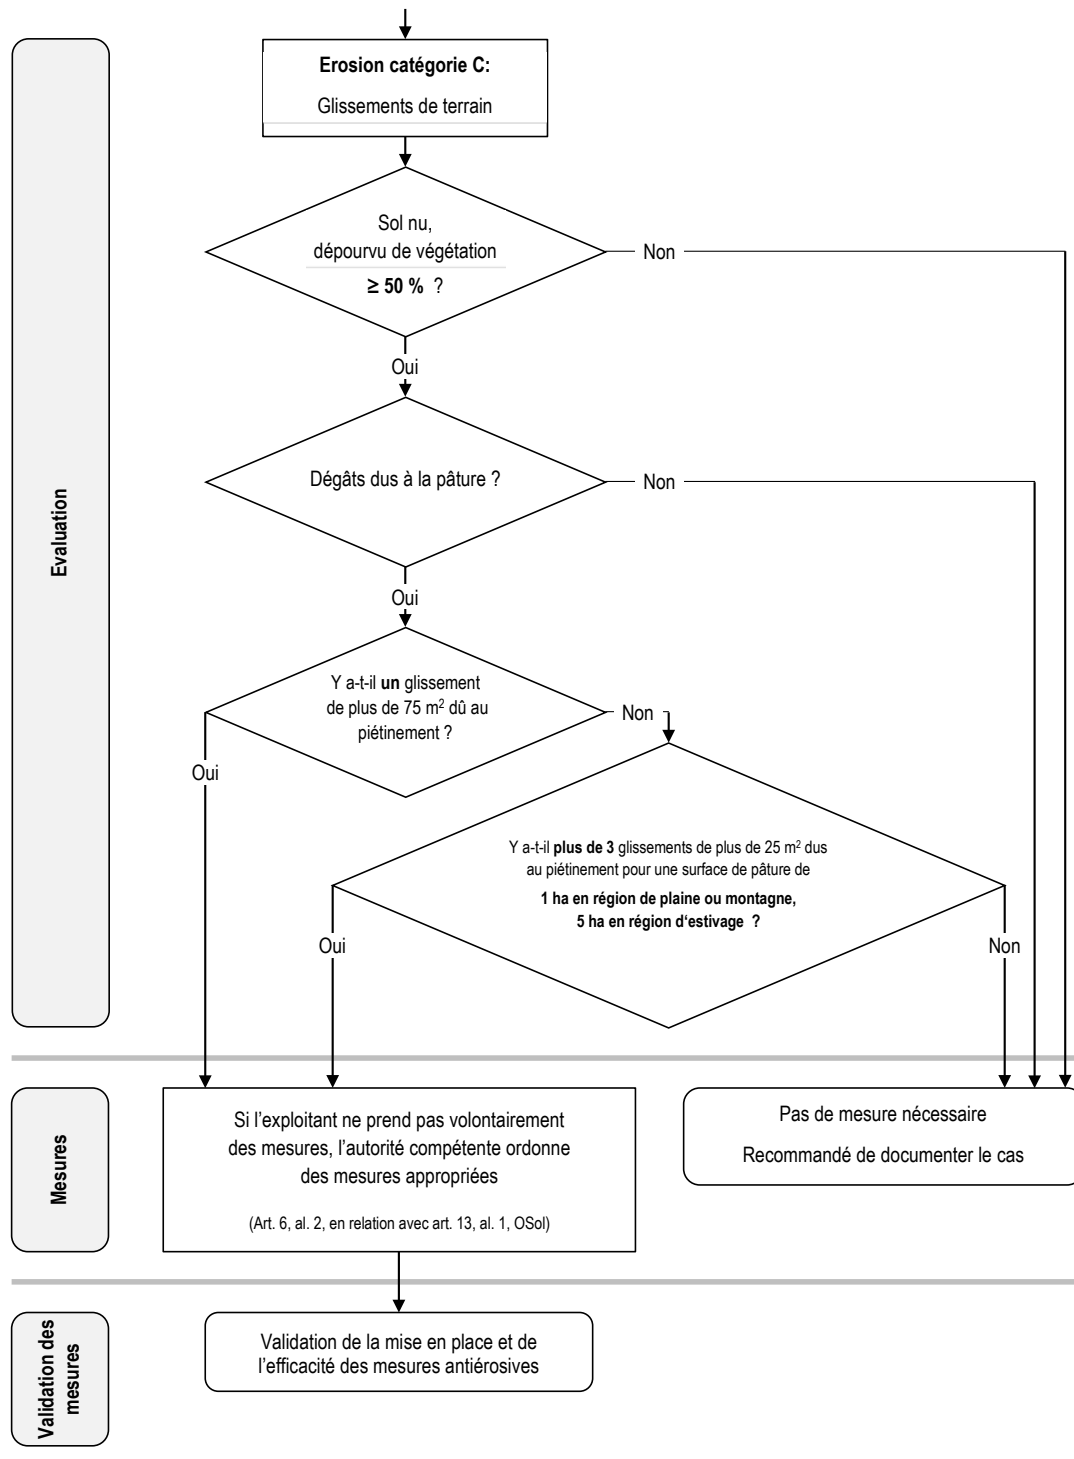 Erosion catégorie C:
Glissements de terrain
Sol nu,
dépourvu de végétation
≥ 50 % ?
Non
Oui
Dégâts dus à la pâture ?
Non
Oui
Evaluation
Y a-t-il un glissement
de plus de 75 m² dû au
piétinement ?
Non
Oui
Y a-t-il plus de 3 glissements de plus de 25 m² dus
au piétinement pour une surface de pâture de
1 ha en région de plaine ou montagne,
5 ha en région d‘estivage ?
Oui
Non
Mesures
Si l’exploitant ne prend pas volontairement
des mesures, l’autorité compétente ordonne
des mesures appropriées
(Art. 6, al. 2, en relation avec art. 13, al. 1, OSol)
Pas de mesure nécessaire
Recommandé de documenter le cas
Validation des
mesures
Validation de la mise en place et de
l’efficacité des mesures antiérosives